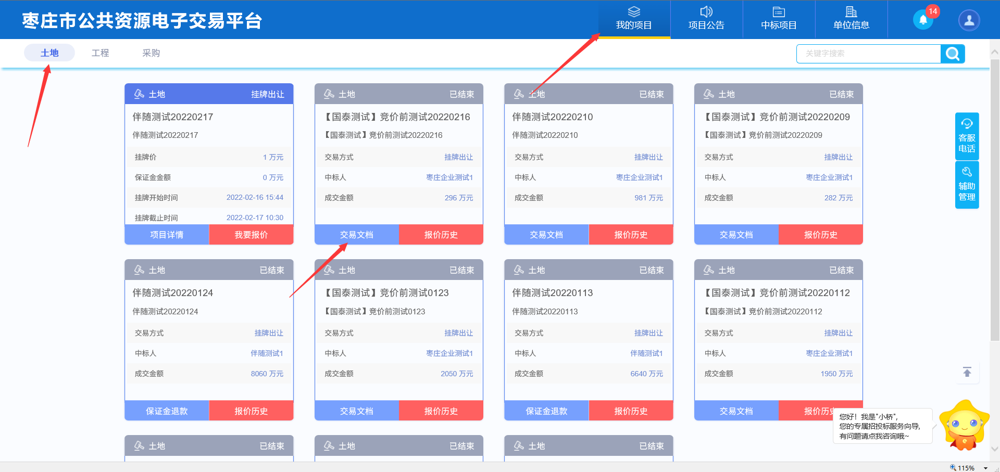 枣庄市公共资源电子交易平台
我的项目
项目公告
中标项目
单位信息
14
土地
工程
采购
关键字搜索
土地 挂牌出让
伴随测试20220217
伴随测试20220217
挂牌价 1 万元
保证金金额 0 万元
挂牌开始时间 2022-02-16 15:44
挂牌截止时间 2022-02-17 10:30
项目详情 我要报价
土地 已结束
【国泰测试】竞价前测试20220216
【国泰测试】竞价前测试20220216
交易方式 挂牌出让
中标人 枣庄企业测试1
成交金额 296 万元
交易文档 报价历史
土地 已结束
伴随测试20220210
伴随测试20220210
交易方式 挂牌出让
中标人 枣庄企业测试1
成交金额 981 万元
交易文档 报价历史
土地 已结束
【国泰测试】竞价前测试20220209
【国泰测试】竞价前测试20220209
交易方式 挂牌出让
中标人 枣庄企业测试1
成交金额 282 万元
交易文档 报价历史
客服
电话
辅助
管理
土地 已结束
伴随测试20220124
伴随测试20220124
交易方式 挂牌出让
中标人 伴随测试1
成交金额 8060 万元
保证金退款 报价历史
土地 已结束
【国泰测试】竞价前测试0123
【国泰测试】竞价前测试0123
交易方式 挂牌出让
中标人 枣庄企业测试1
成交金额 2050 万元
交易文档 报价历史
土地 已结束
伴随测试20220113
伴随测试20220113
交易方式 挂牌出让
中标人 伴随测试1
成交金额 6640 万元
保证金退款 报价历史
土地 已结束
【国泰测试】竞价前测试20220112
【国泰测试】竞价前测试20220112
交易方式 挂牌出让
中标人 枣庄企业测试1
成交金额 1950 万元
交易文档 报价历史
您好！我是"小桥",
您的专属招投标服务向导,
有问题请点我咨询哦~
土地 已结束
土地 已结束
土地 已结束
115%